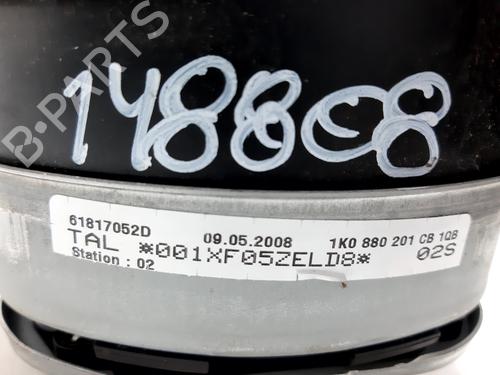 B-PARTS
148808
61817052D 09.05.2008 1K0 880 201 CB 1QB
TAL *001XF05ZELD8* 02S
Station : 02